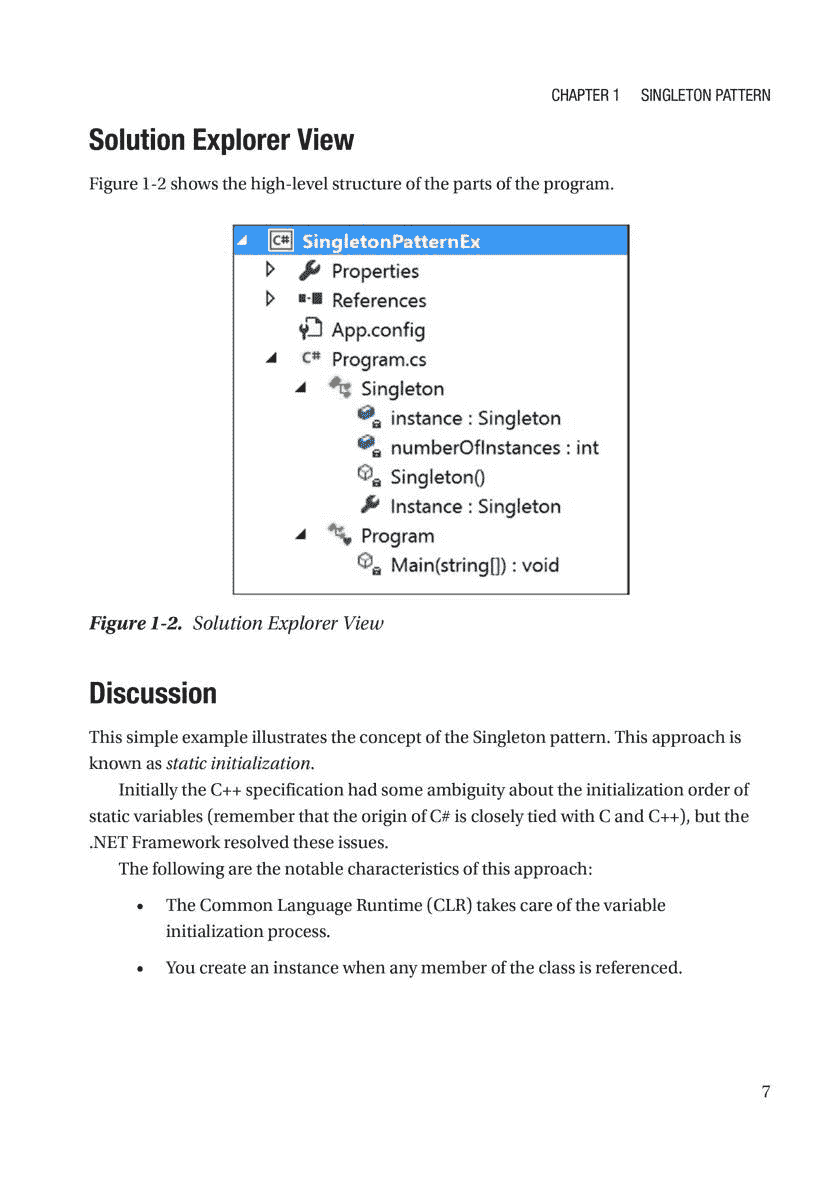 CHAPTER 1 SINGLETON PATTERN
Solution Explorer View
Figure 1-2 shows the high-level structure of the parts of the program.
C# SingletonPatternEx
Properties
References
App.config
C# Program.cs
Singleton
instance : Singleton
numberOfInstances : int
Singleton()
Instance : Singleton
Program
Main(string[]) : void
Figure 1-2. Solution Explorer View
Discussion
This simple example illustrates the concept of the Singleton pattern. This approach is
known as static initialization.
Initially the C++ specification had some ambiguity about the initialization order of
static variables (remember that the origin of C# is closely tied with C and C++), but the
.NET Framework resolved these issues.
The following are the notable characteristics of this approach:
• The Common Language Runtime (CLR) takes care of the variable
initialization process.
• You create an instance when any member of the class is referenced.
7